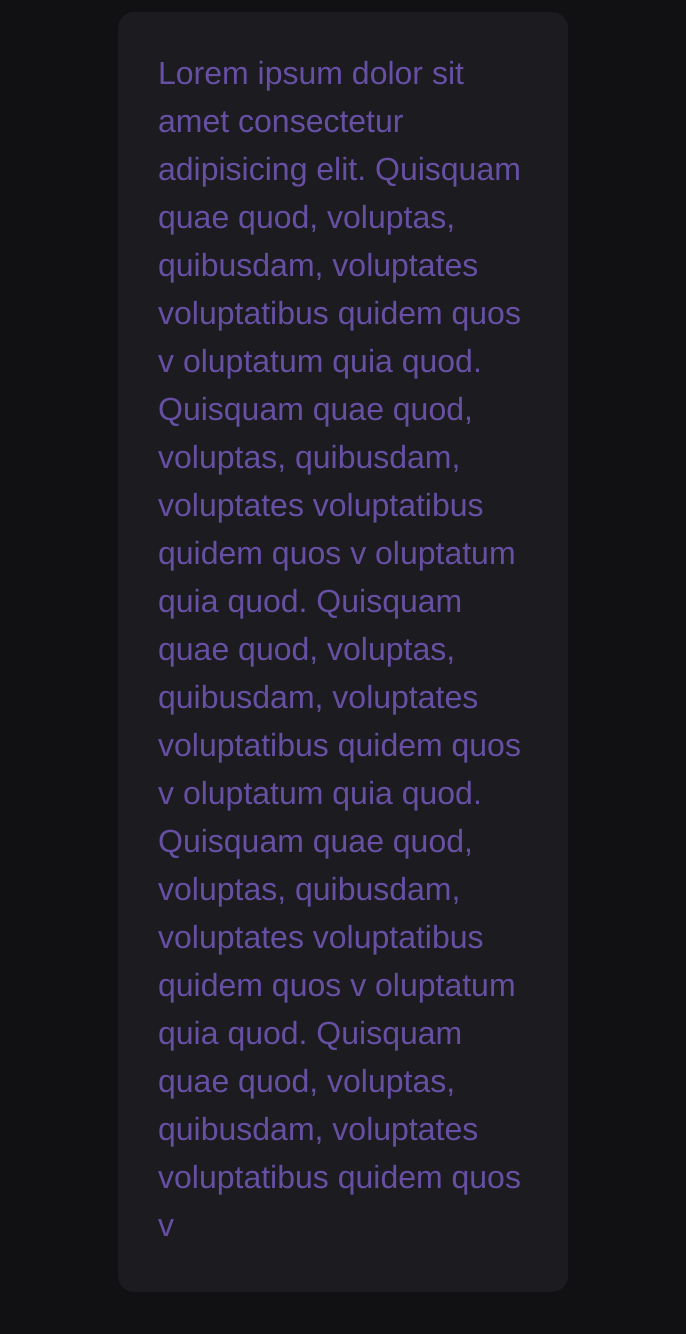 Lorem ipsum dolor sit
amet consectetur
adipisicing elit. Quisquam
quae quod, voluptas,
quibusdam, voluptates
voluptatibus quidem quos
v oluptatum quia quod.
Quisquam quae quod,
voluptas, quibusdam,
voluptates voluptatibus
quidem quos v oluptatum
quia quod. Quisquam
quae quod, voluptas,
quibusdam, voluptates
voluptatibus quidem quos
v oluptatum quia quod.
Quisquam quae quod,
voluptas, quibusdam,
voluptates voluptatibus
quidem quos v oluptatum
quia quod. Quisquam
quae quod, voluptas,
quibusdam, voluptates
voluptatibus quidem quos
v